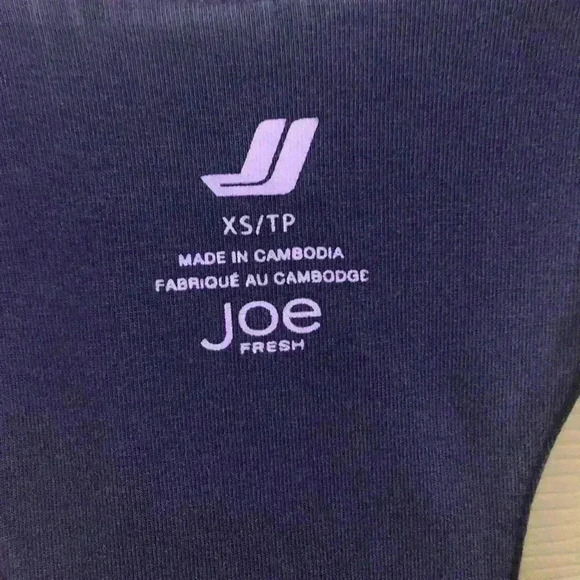 XS/TP
MADE IN CAMBODIA
FABRIQUÉ AU CAMBODGE
Joe
FRESH